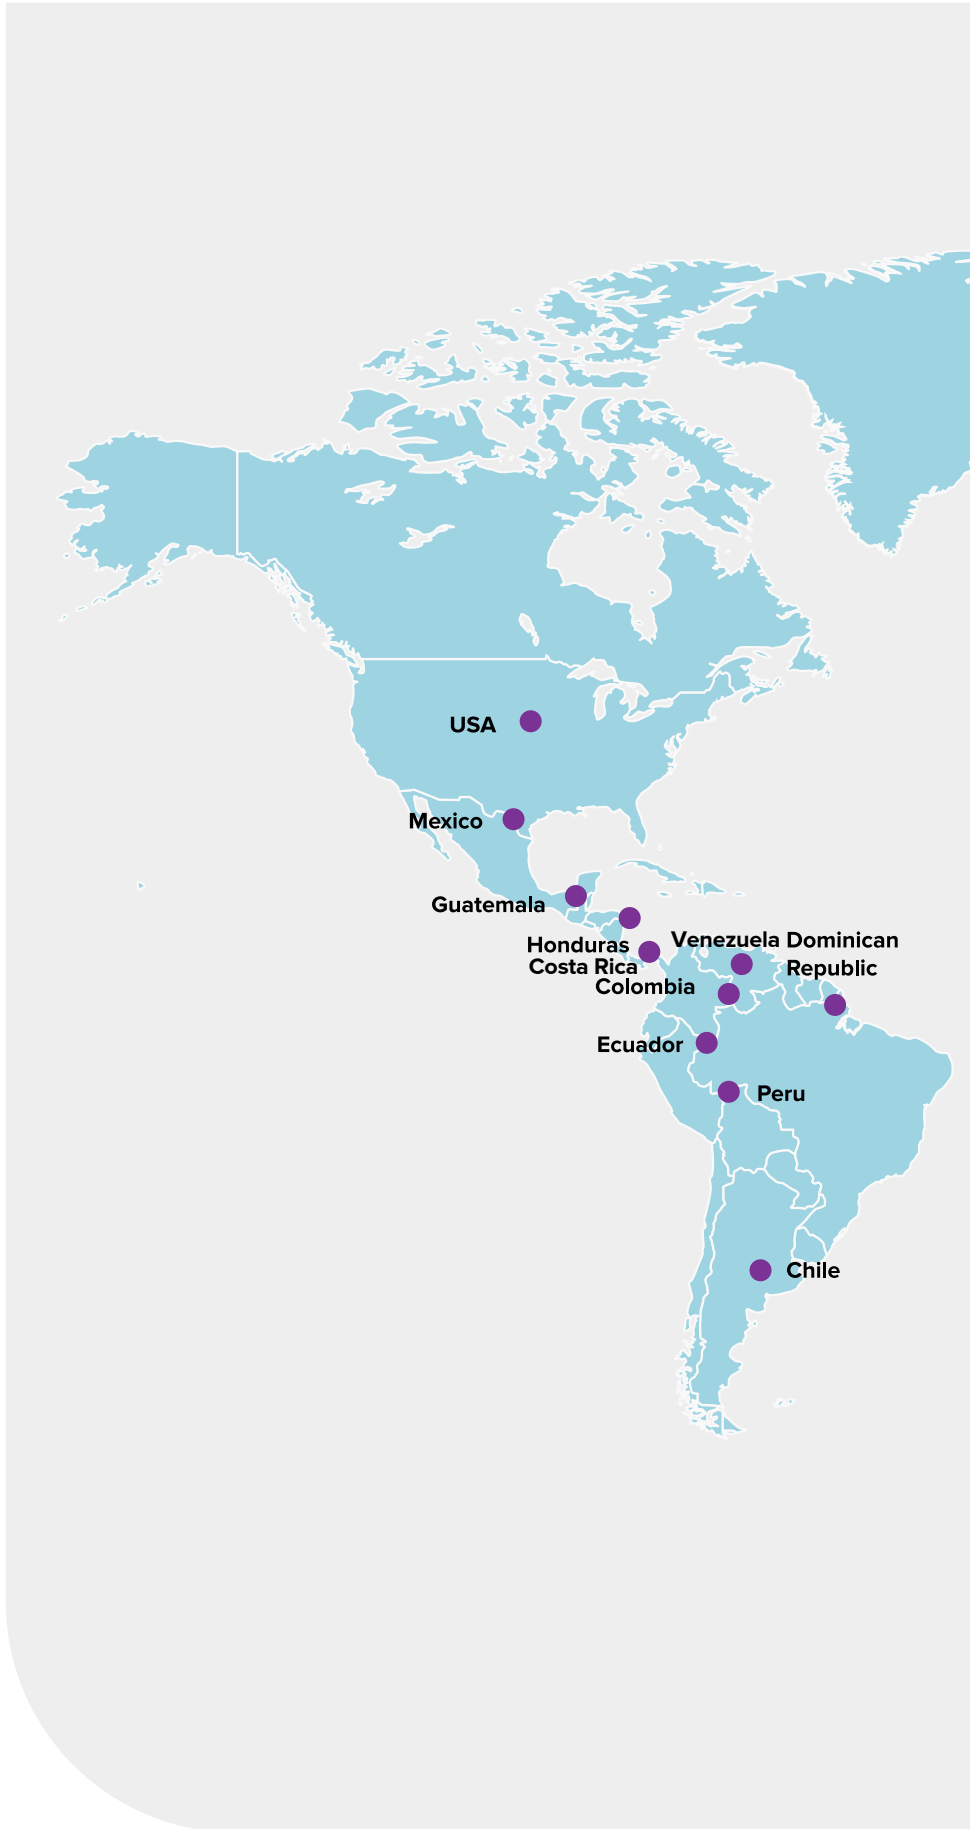 USA
Mexico
Guatemala
Honduras
Costa Rica
Venezuela
Dominican
Republic
Colombia
Ecuador
Peru
Chile